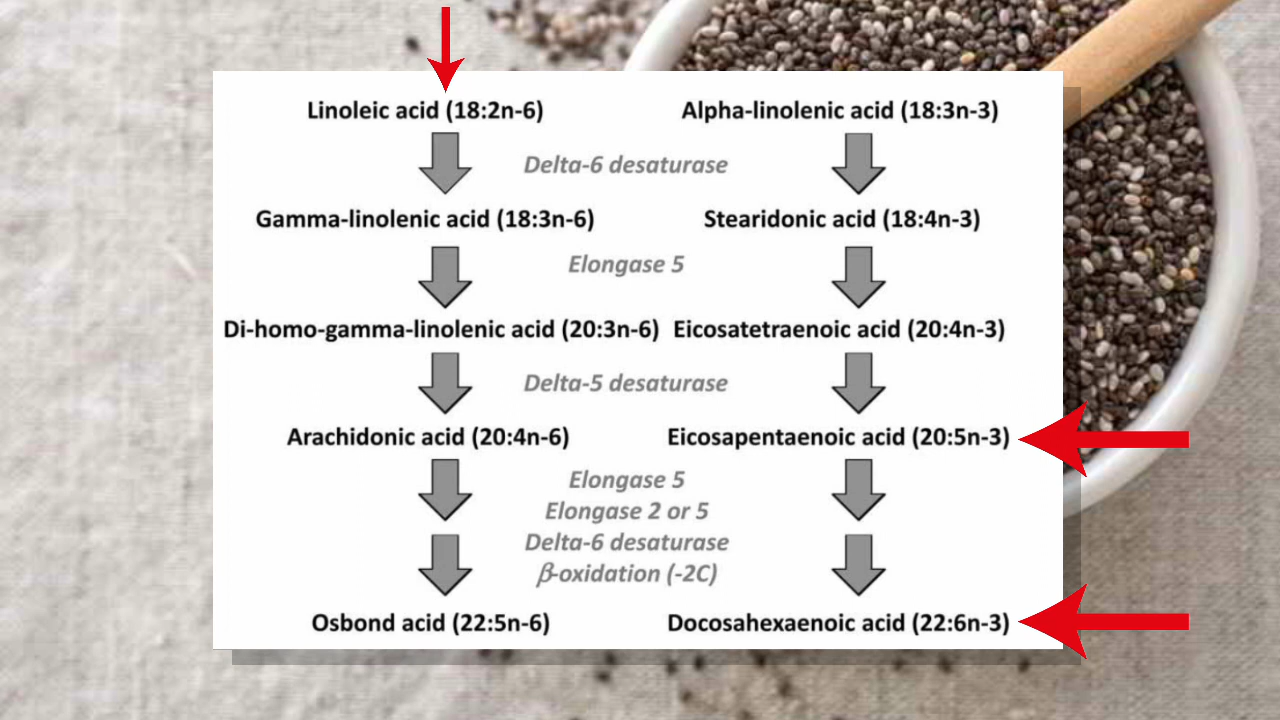 Linoleic acid (18:2n-6) Alpha-linolenic acid (18:3n-3)
Delta-6 desaturase
Gamma-linolenic acid (18:3n-6) Stearidonic acid (18:4n-3)
Elongase 5
Di-homo-gamma-linolenic acid (20:3n-6) Eicosatetraenoic acid (20:4n-3)
Delta-5 desaturase
Arachidonic acid (20:4n-6) Eicosapentaenoic acid (20:5n-3)
Elongase 5
Elongase 2 or 5
Delta-6 desaturase
β-oxidation (-2C)
Osbond acid (22:5n-6) Docosahexaenoic acid (22:6n-3)